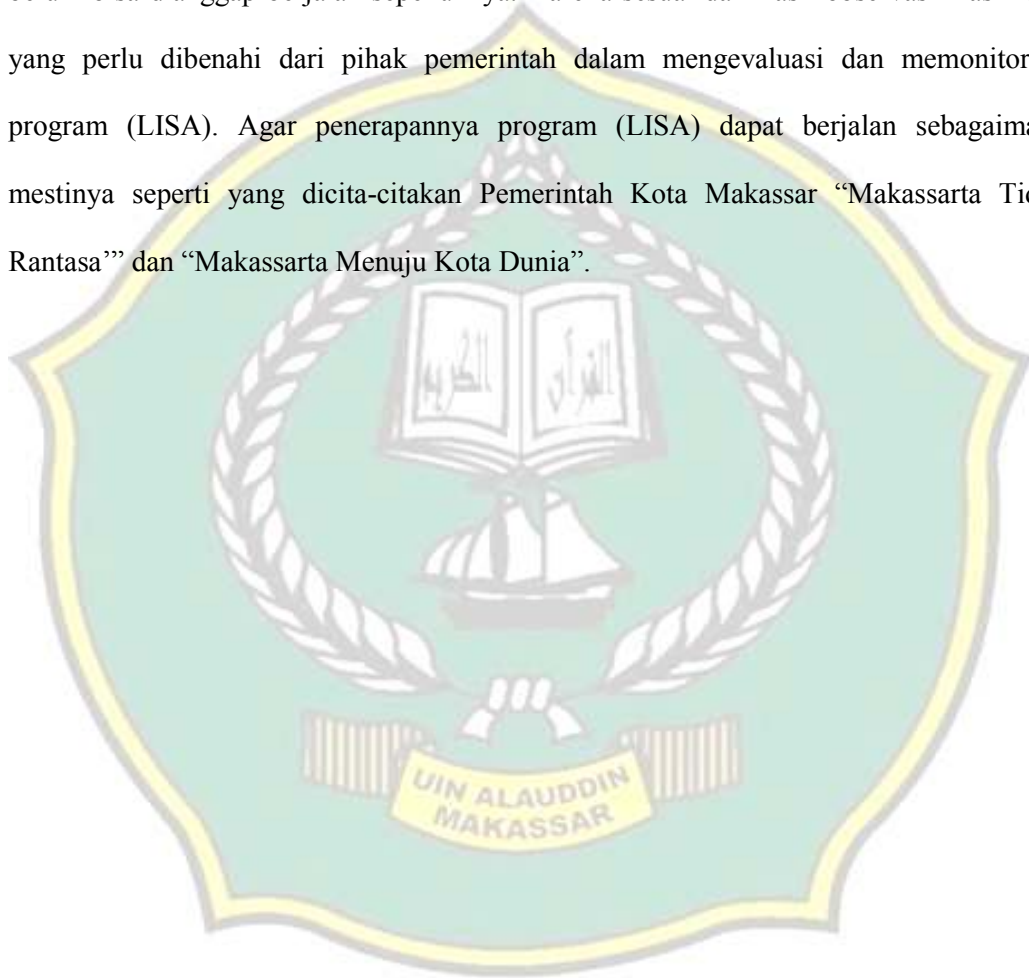 yang perlu dibenahi dari pihak pemerintah dalam mengevaluasi dan memonitor
program (LISA). Agar penerapannya program (LISA) dapat berjalan sebagaima
mestinya seperti yang dicita-citakan Pemerintah Kota Makassar “Makassarta Tid
Rantasa’” dan “Makassarta Menuju Kota Dunia”.
الكريم القرآن
UIN ALAUDDIN
MAKASSAR